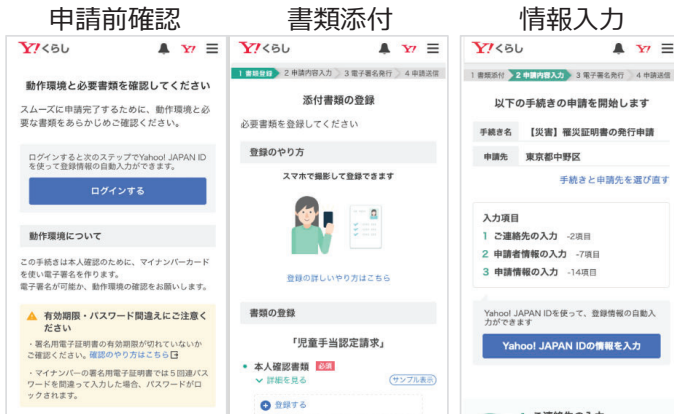 申請前確認
Y!くらし
Y!
動作環境と必要書類を確認してください
スムーズに申請完了するために、動作環境と必
要な書類をあらかじめご確認ください。
ログインすると次のステップでYahoo! JAPAN ID
を使って登録情報の自動入力ができます。
ログインする
動作環境について
この手続きは本人確認のために、マイナンバーカード
を使い電子署名を作ります。
電子署名が可能か、動作環境の確認をお願いします。
有効期限・パスワード間違えにご注意く
ださい
・署名用電子証明書の有効期限が切れていないか
ご確認ください。確認のやり方はこちら
・マイナンバーの署名用電子証明書では5回連パス
ワードを間違って入力した場合、パスワードがロ
ックされます。
書類添付
Y!くらし
Y!
1 書類登録 2 申請内容入力 3 電子署名発行 4 申請送信
添付書類の登録
必要書類を登録してください
登録のやり方
スマホで撮影して登録できます
登録の詳しいやり方はこちら
書類の登録
「児童手当認定請求」
・本人確認書類 必須
詳細を見る
サンプル表示
登録する
情報入力
Y!くらし
Y!
1 書類添付 2 申請内容入力 3 電子署名発行 4 申請送信
以下の手続きの申請を開始します
手続き名 【災害】罹災証明書の発行申請
申請先 東京都中野区
手続きと申請先を選び直す
入力項目
1 ご連絡先の入力 -2項目
2 申請者情報の入力 -7項目
3 申請情報の入力 -14項目
Yahoo! JAPAN IDを使って、登録情報の自動入
力ができます
Yahoo! JAPAN IDの情報を入力
ご連絡先の入力